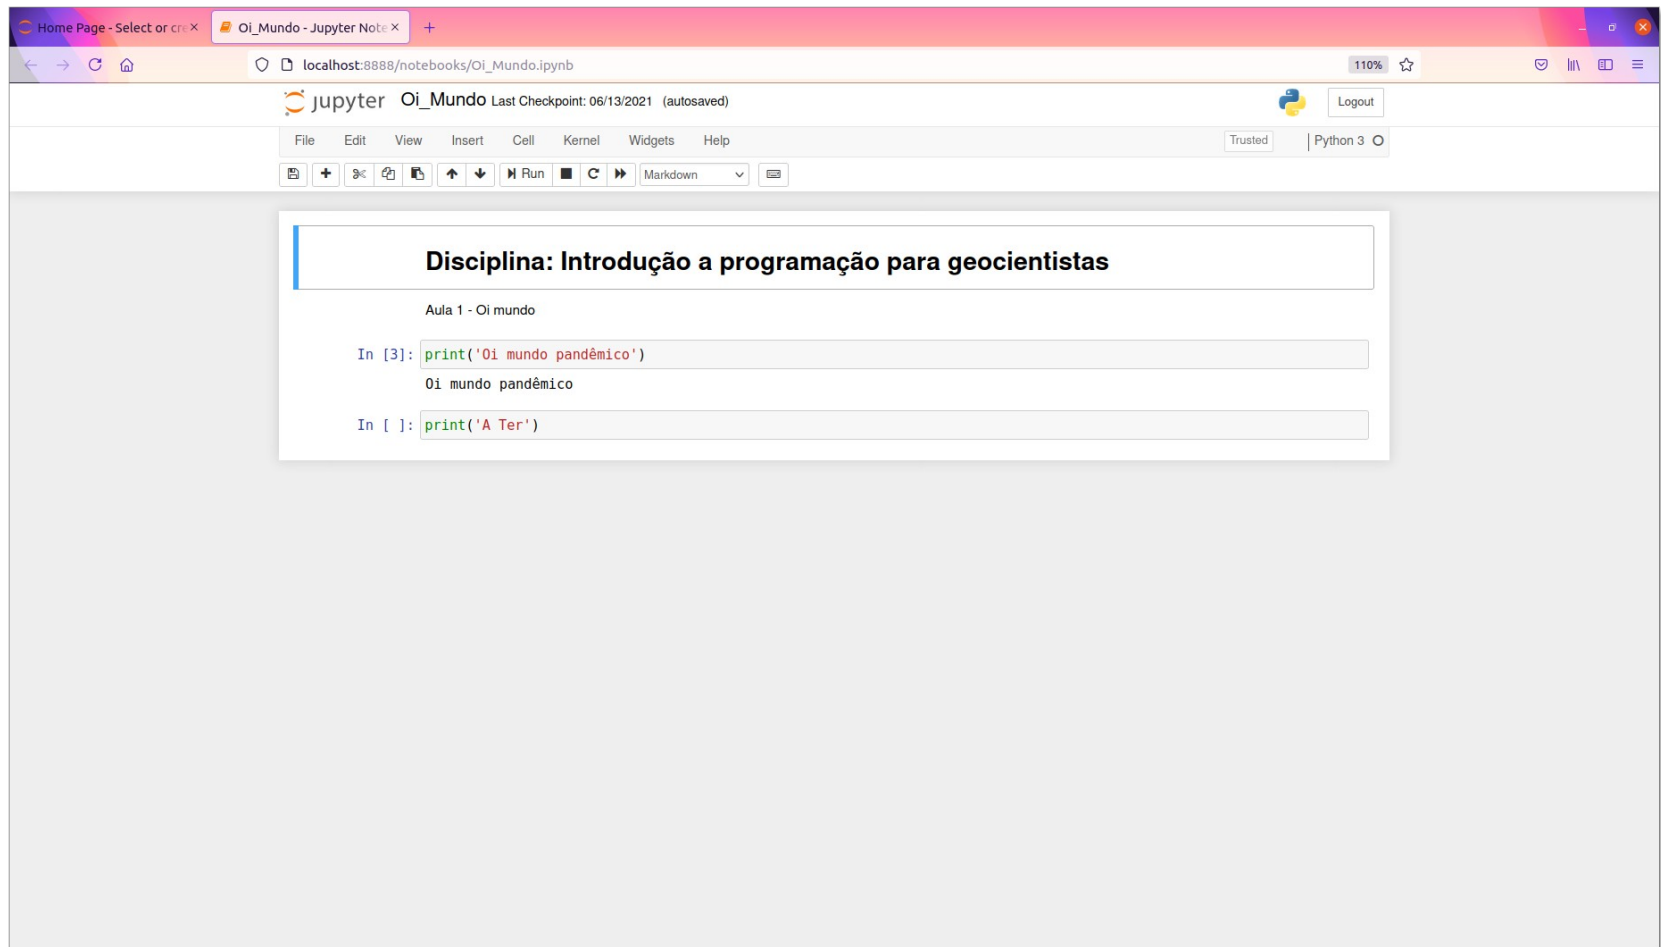 Home Page - Select or cre
Oi_Mundo - Jupyter Note
localhost:8888/notebooks/Oi_Mundo.ipynb
110%
jupyter Oi_Mundo Last Checkpoint: 06/13/2021 (autosaved)
Logout
File Edit View Insert Cell Kernel Widgets Help
Trusted
Python 3
Run
Markdown
Disciplina: Introdução a programação para geocientistas
Aula 1 - Oi mundo
In [3]: print('Oi mundo pandêmico')
Oi mundo pandêmico
In [ ]: print('A Ter')